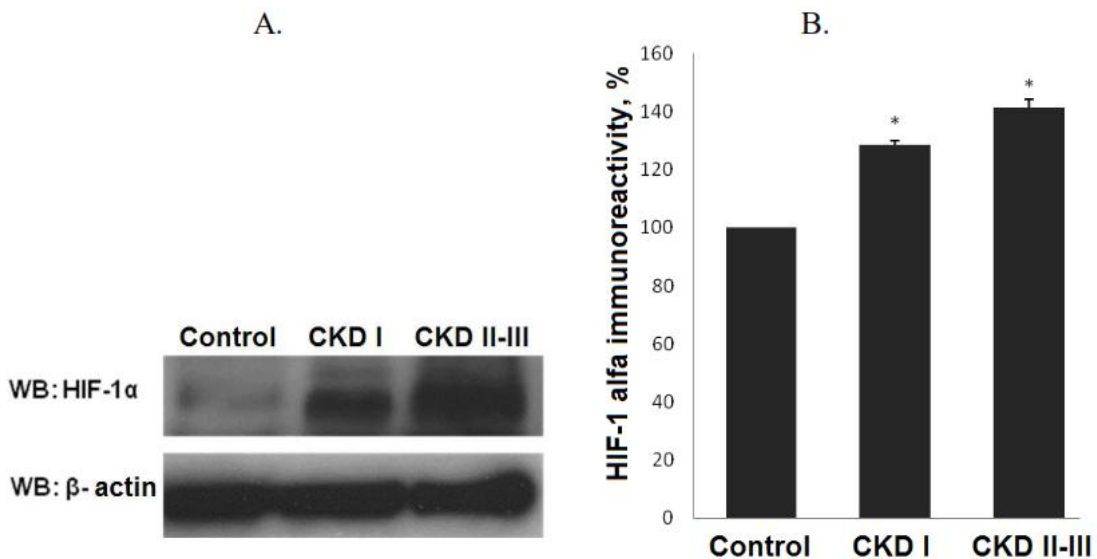 A.
Control CKD I CKD II-III
WB: HIF-1α
WB: β- actin
B.
HIF-1 alfa immunoreactivity, %
160
140
120
100
80
60
40
20
0
*
*
Control CKD I CKD II-III